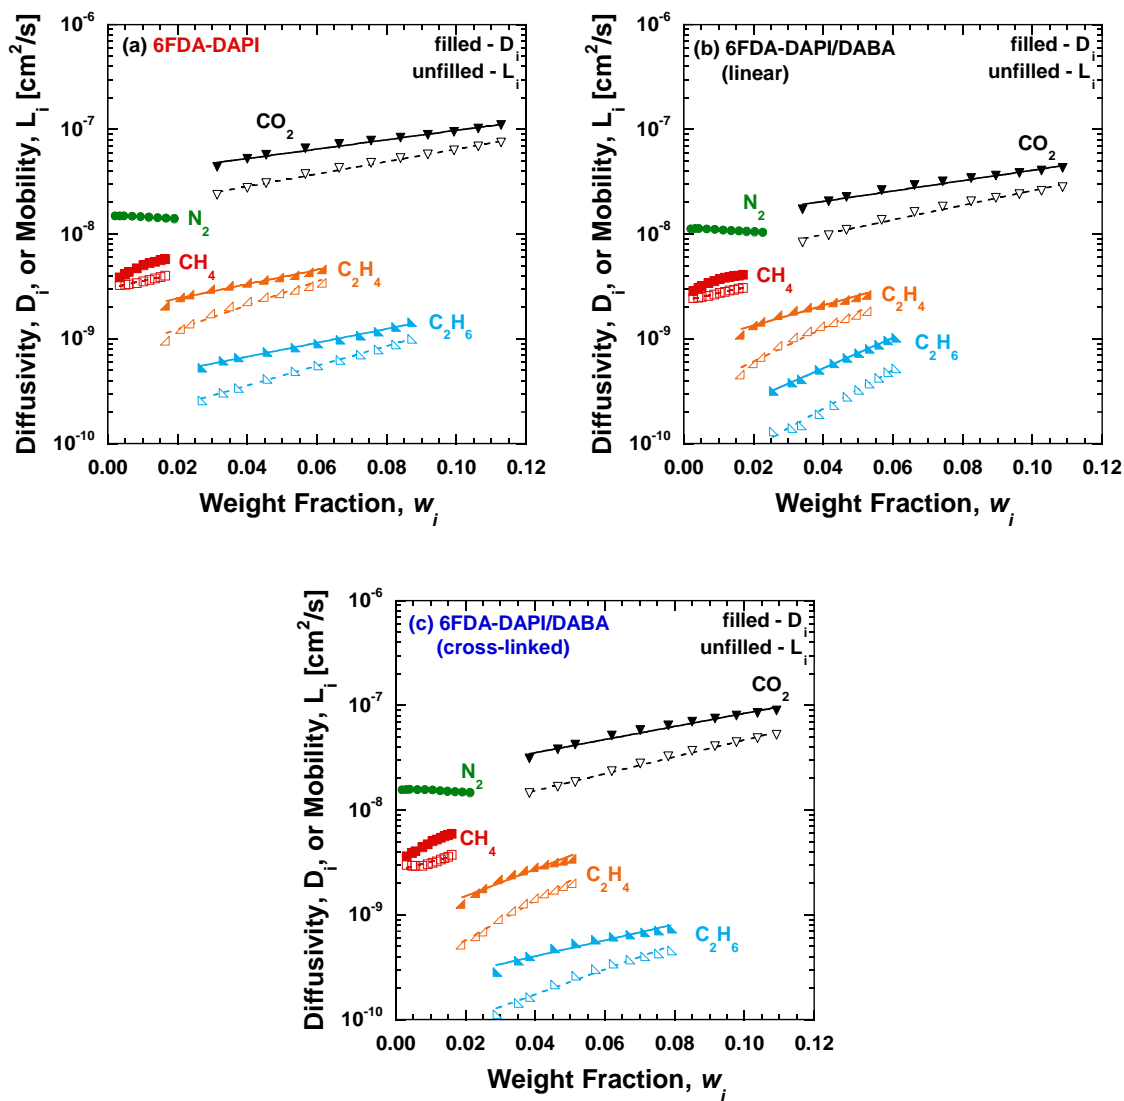 (a) 6FDA-DAPI
filled - D_i
unfilled - L_i
CO_2
N_2
CH_4
C_2H_4
C_2H_6
10^-6
10^-7
10^-8
10^-9
10^-10
0.00 0.02 0.04 0.06 0.08 0.10 0.12
Diffusivity, D_i, or Mobility, L_i [cm^2/s]
Weight Fraction, w_i
(b) 6FDA-DAPI/DABA
(linear)
filled - D_i
unfilled - L_i
CO_2
N_2
CH_4
C_2H_4
C_2H_6
10^-6
10^-7
10^-8
10^-9
10^-10
0.00 0.02 0.04 0.06 0.08 0.10 0.12
Diffusivity, D_i, or Mobility, L_i [cm^2/s]
Weight Fraction, w_i
(c) 6FDA-DAPI/DABA
(cross-linked)
filled - D_i
unfilled - L_i
CO_2
N_2
CH_4
C_2H_4
C_2H_6
10^-6
10^-7
10^-8
10^-9
10^-10
0.00 0.02 0.04 0.06 0.08 0.10 0.12
Diffusivity, D_i, or Mobility, L_i [cm^2/s]
Weight Fraction, w_i